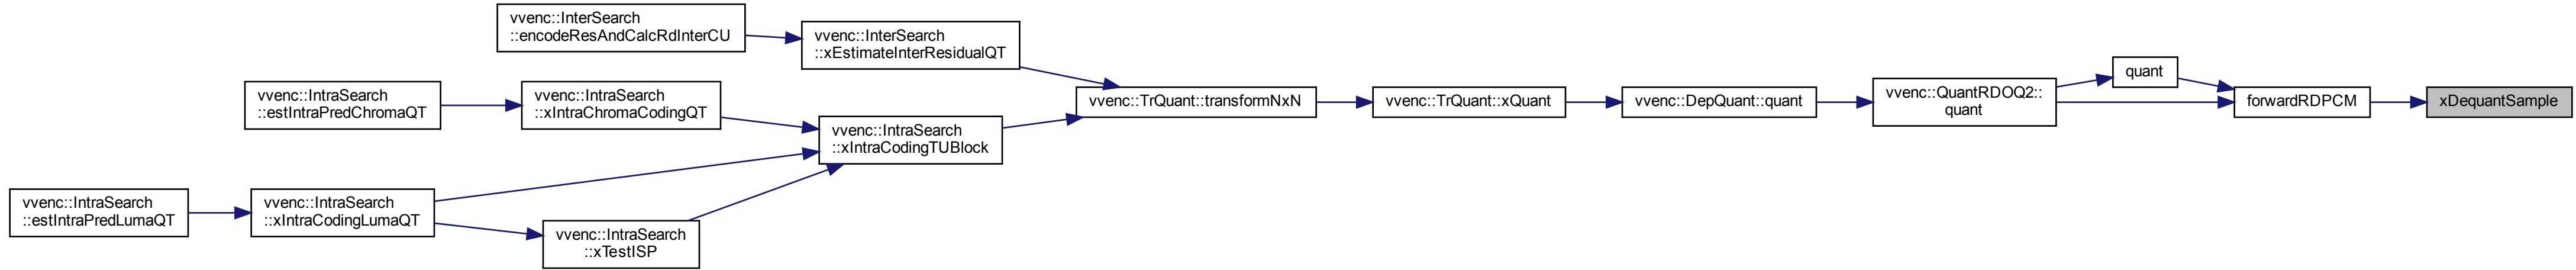 vvenc::InterSearch
::encodeResAndCalcRdInterCU
vvenc::InterSearch
::xEstimateInterResidualQT
vvenc::IntraSearch
::estIntraPredChromaQT
vvenc::IntraSearch
::xIntraChromaCodingQT
vvenc::IntraSearch
::xIntraCodingTUBlock
vvenc::IntraSearch
::estIntraPredLumaQT
vvenc::IntraSearch
::xIntraCodingLumaQT
vvenc::IntraSearch
::xTestISP
vvenc::TrQuant::transformNxN
vvenc::TrQuant::xQuant
vvenc::DepQuant::quant
vvenc::QuantRDOQ2::
quant
quant
forwardRDPCM
xDequantSample